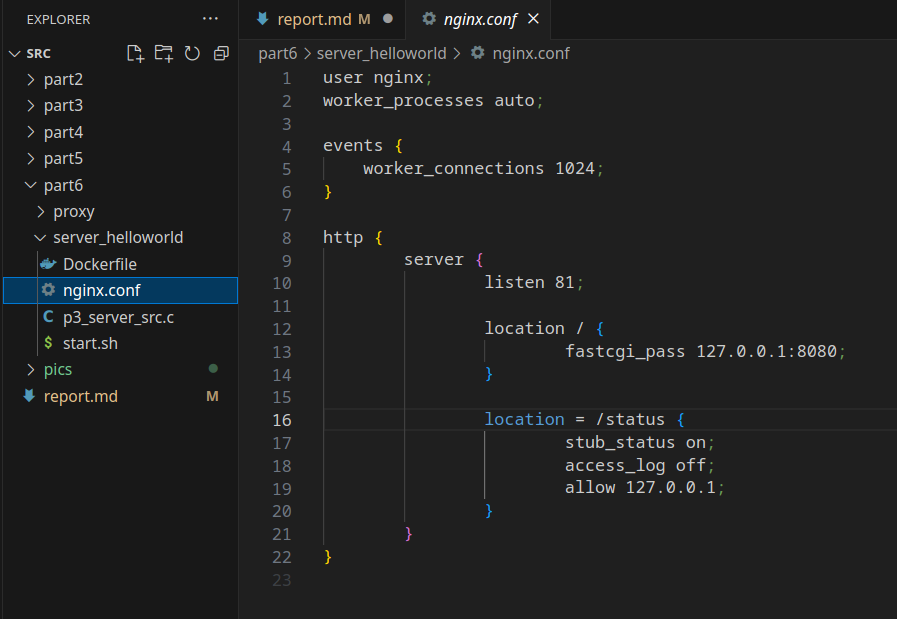 EXPLORER ...
SRC
part2
part3
part4
part5
part6
proxy
server_helloworld
Dockerfile
nginx.conf
C p3_server_src.c
$ start.sh
pics
report.md M
report.md M
nginx.conf
part6 > server_helloworld > nginx.conf
1 user nginx;
2 worker_processes auto;
3
4 events {
5     worker_connections 1024;
6 }
7
8 http {
9         server {
10                 listen 81;
11
12                 location / {
13                         fastcgi_pass 127.0.0.1:8080;
14                 }
15
16                 location = /status {
17                         stub_status on;
18                         access_log off;
19                         allow 127.0.0.1;
20                 }
21         }
22 }
23